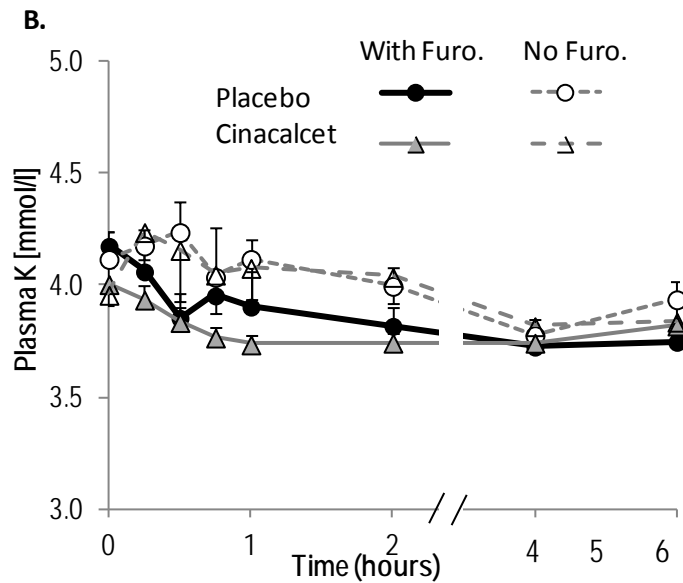 B.
With Furo. No Furo.
Placebo
Cinacalcet
Plasma K [mmol/l]
5.0
4.5
4.0
3.5
3.0
0 1 2 4 5 6
Time (hours)